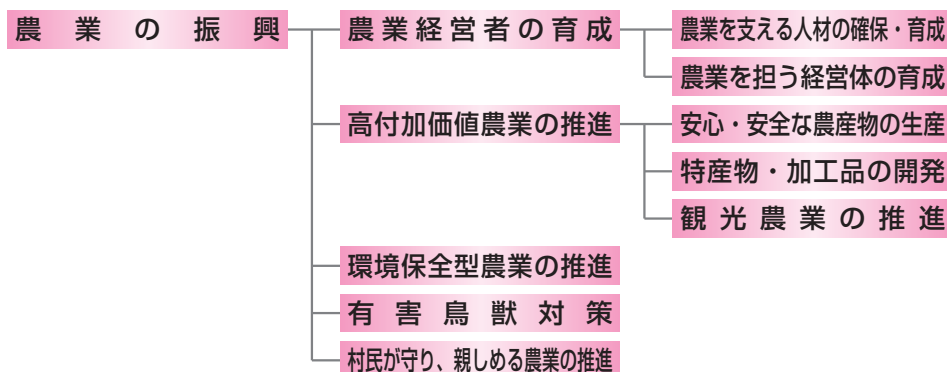 農業の振興
農業経営者の育成
農業を支える人材の確保・育成
農業を担う経営体の育成
高付加価値農業の推進
安心・安全な農産物の生産
特産物・加工品の開発
観光農業の推進
環境保全型農業の推進
有害鳥獣対策
村民が守り、親しめる農業の推進